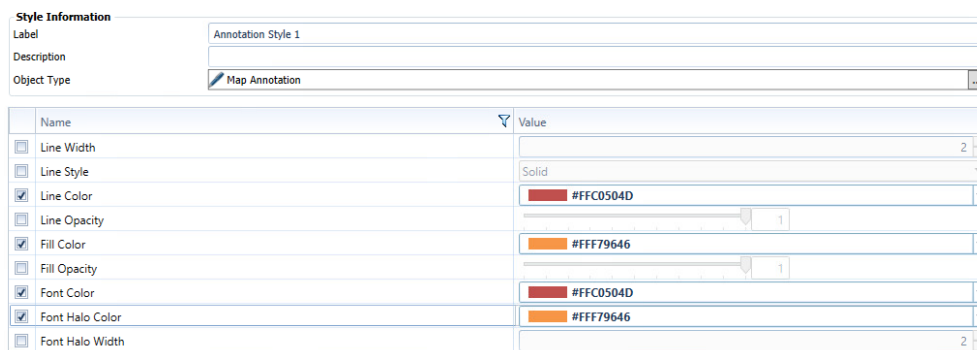 Style Information
Label Annotation Style 1
Description
Object Type Map Annotation ...
Name Value
Line Width 2
Line Style Solid
Line Color #FFC0504D
Line Opacity 1
Fill Color #FFF79646
Fill Opacity 1
Font Color #FFC0504D
Font Halo Color #FFF79646
Font Halo Width 2